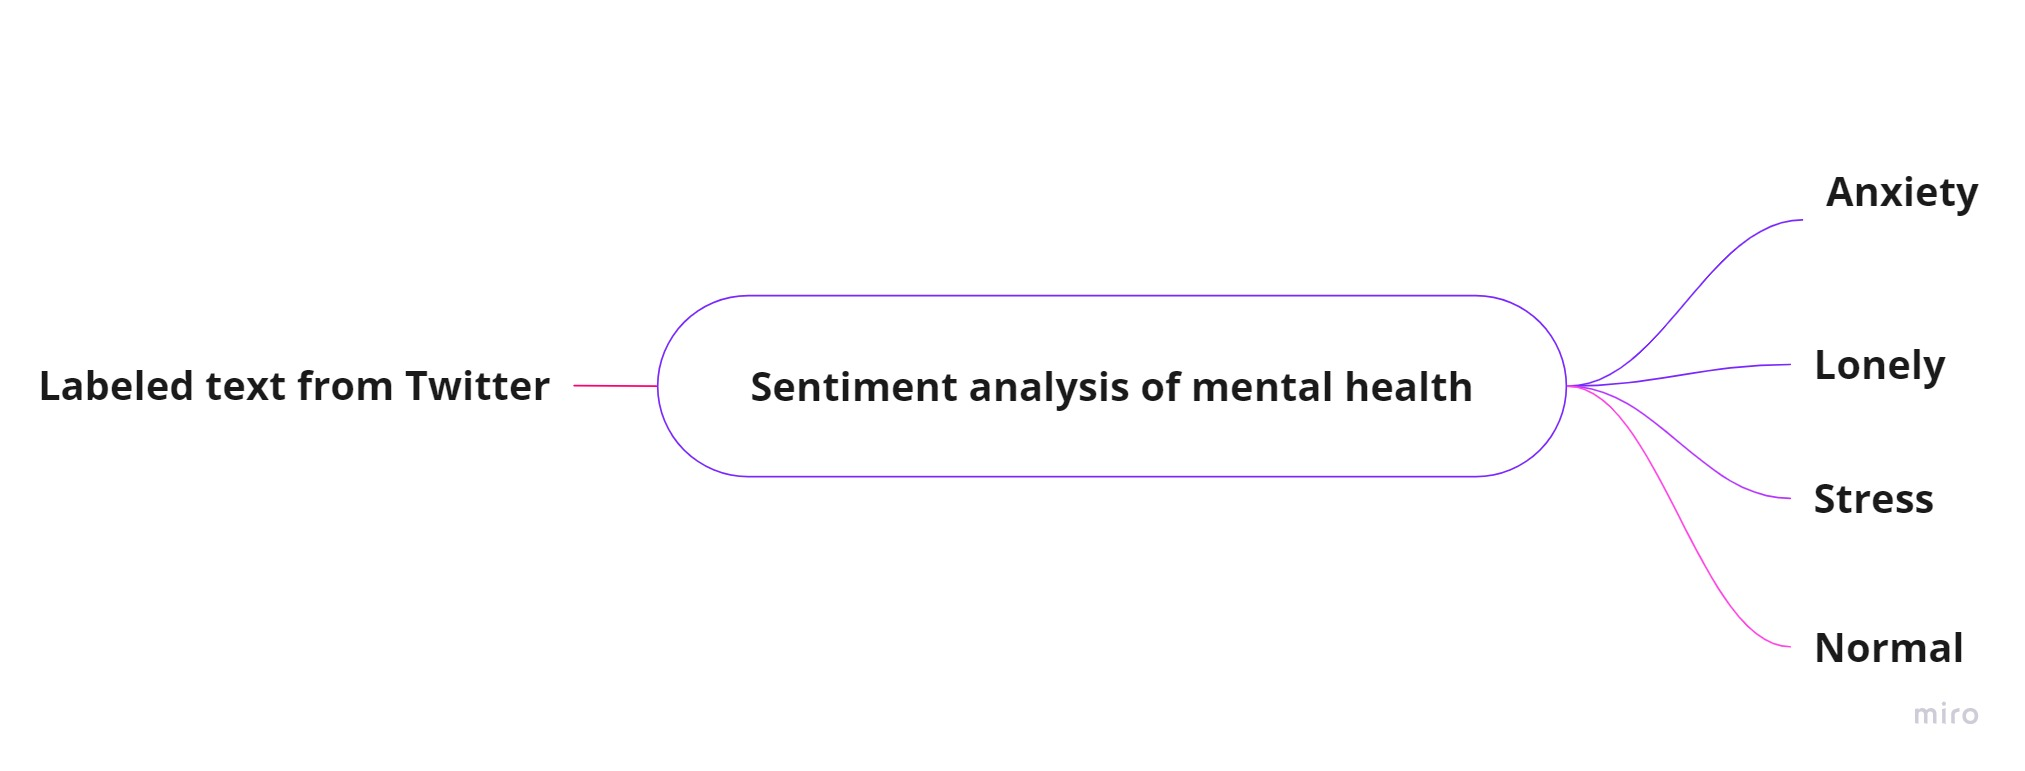 Labeled text from Twitter
Sentiment analysis of mental health
Anxiety
Lonely
Stress
Normal
miro